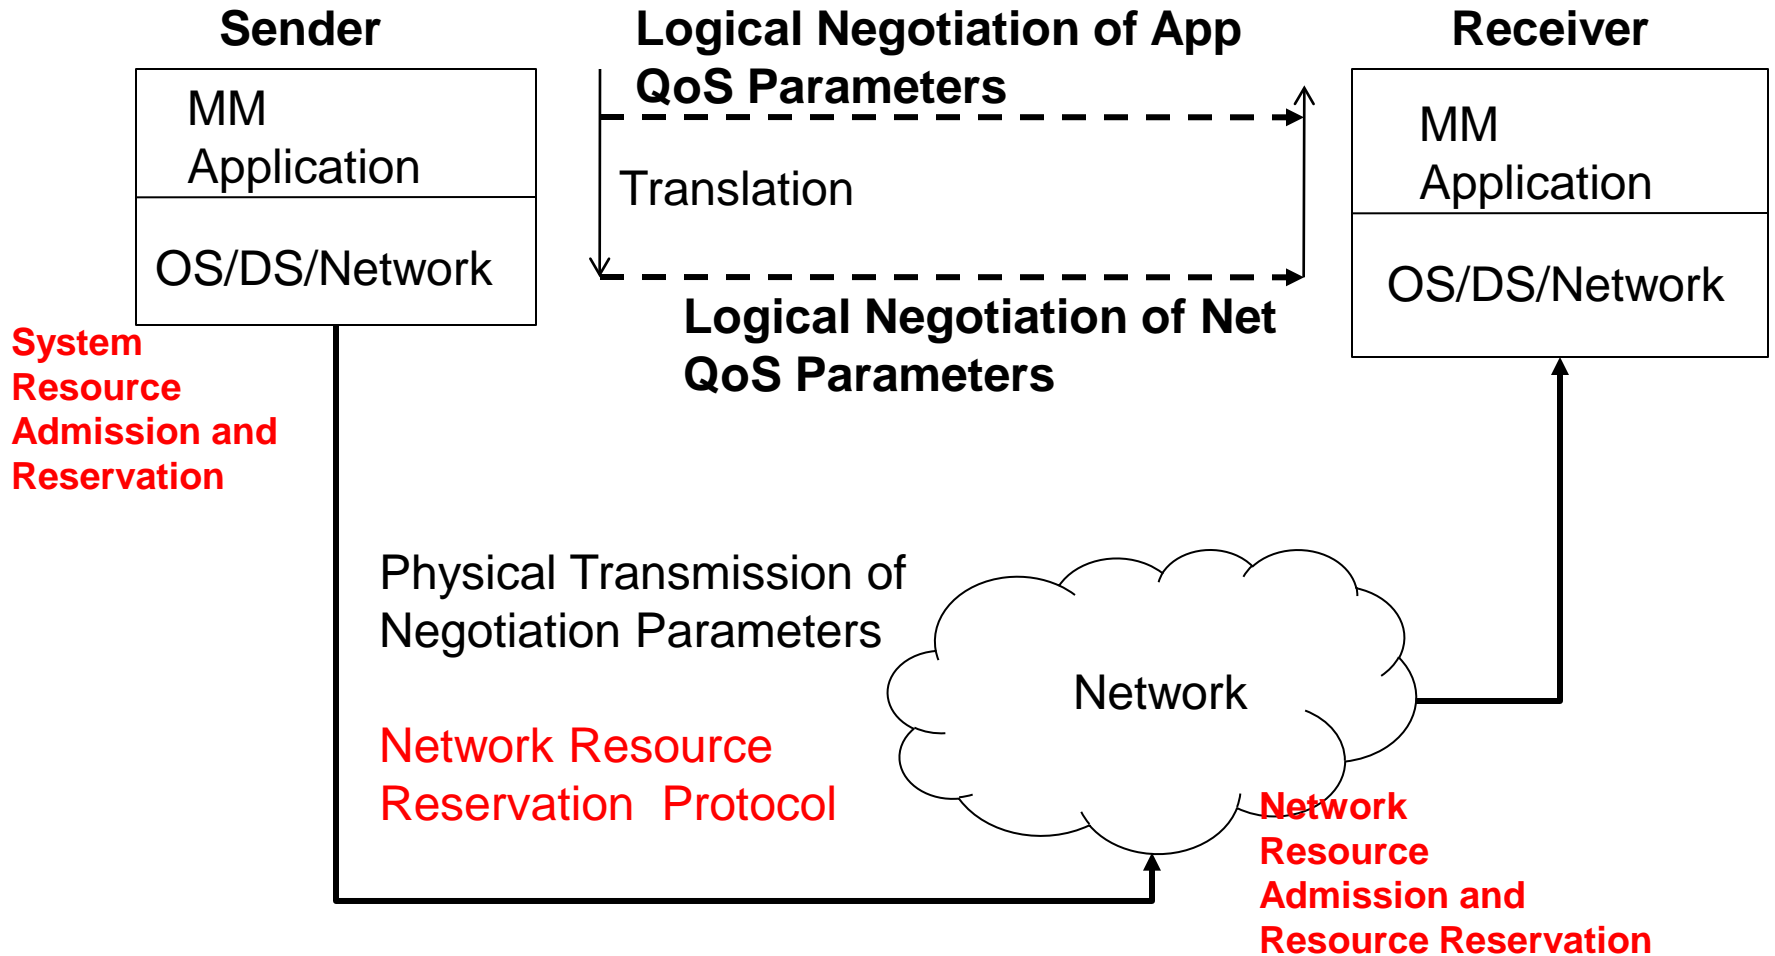 Sender
Logical Negotiation of App
QoS Parameters
Receiver
MM
Application
OS/DS/Network
Translation
MM
Application
OS/DS/Network
Logical Negotiation of Net
QoS Parameters
System
Resource
Admission and
Reservation
Physical Transmission of
Negotiation Parameters
Network Resource
Reservation Protocol
Network
Network
Resource
Admission and
Resource Reservation